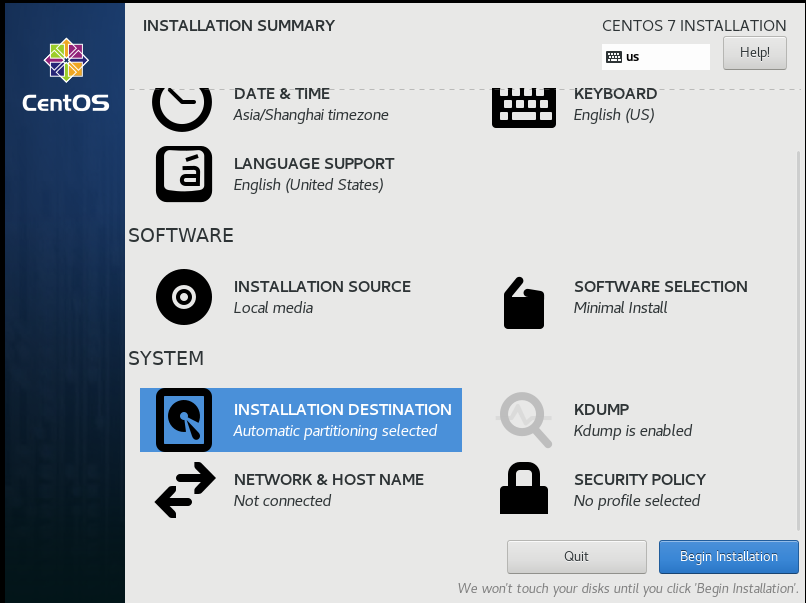 INSTALLATION SUMMARY
CENTOS 7 INSTALLATION
us
Help!
CentOS
DATE & TIME
Asia/Shanghai timezone
KEYBOARD
English (US)
LANGUAGE SUPPORT
English (United States)
SOFTWARE
INSTALLATION SOURCE
Local media
SOFTWARE SELECTION
Minimal Install
SYSTEM
INSTALLATION DESTINATION
Automatic partitioning selected
KDUMP
Kdump is enabled
NETWORK & HOST NAME
Not connected
SECURITY POLICY
No profile selected
Quit
Begin Installation
We won't touch your disks until you click 'Begin Installation'.